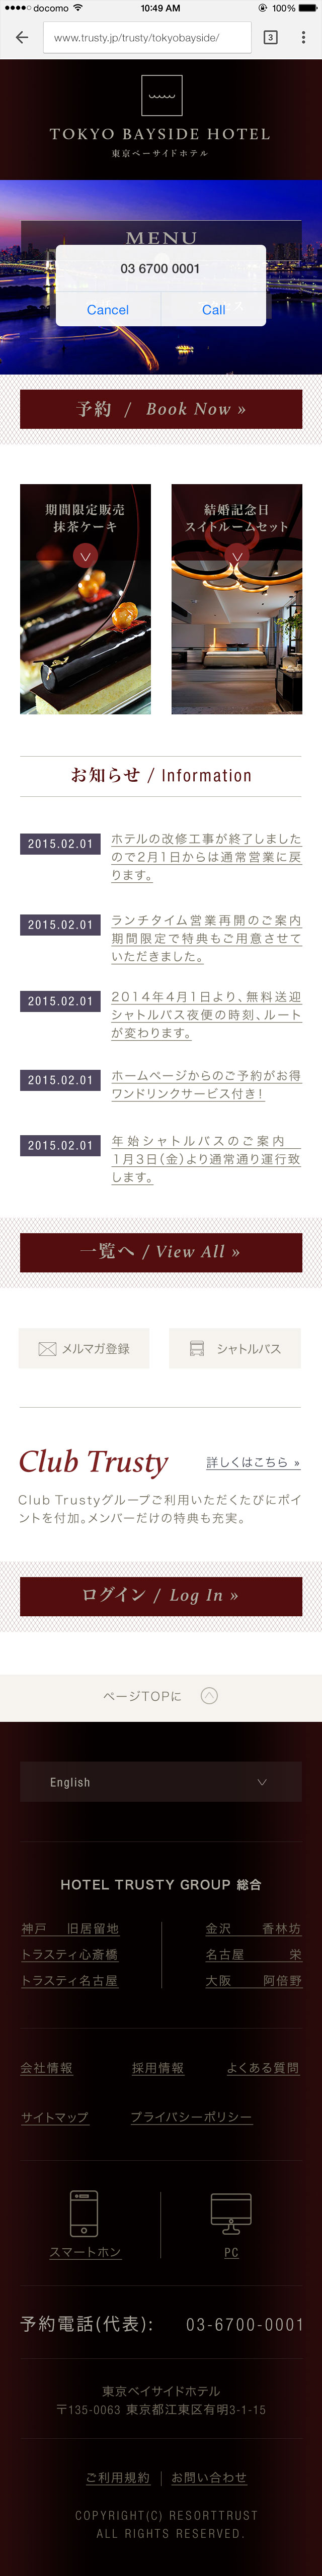 docomo 10:49 AM 100%
www.trusty.jp/trusty/tokyobayside/ 3
TOKYO BAYSIDE HOTEL
東京ベーサイドホテル
MENU
03 6700 0001
Cancel Call
予約 / Book Now »
期間限定販売
抹茶ケーキ
結婚記念日
スイトルームセット
お知らせ / Information
2015.02.01
ホテルの改修工事が終了しました
ので2月1日からは通常営業に戻
ります。
2015.02.01
ランチタイム営業再開のご案内
期間限定で特典もご用意させて
いただきました。
2015.02.01
2014年4月1日より、無料送迎
シャトルバス夜便の時刻、ルート
が変わります。
2015.02.01
ホームページからのご予約がお得
ワンドリンクサービス付き!
2015.02.01
年始シャトルバスのご案内
1月3日(金)より通常通り運行致
します。
一覧へ / View All »
メルマガ登録 シャトルバス
Club Trusty 詳しくはこちら »
Club Trustyグループご利用いただくたびにポイ
ントを付加。メンバーだけの特典も充実。
ログイン / Log In »
ページTOPに
English
HOTEL TRUSTY GROUP 総合
神戸 旧居留地 金沢 香林坊
トラスティ心斎橋 名古屋 栄
トラスティ名古屋 大阪 阿倍野
会社情報 採用情報 よくある質問
サイトマップ プライバシーポリシー
スマートホン PC
予約電話(代表): 03-6700-0001
東京ベイサイドホテル
〒135-0063 東京都江東区有明3-1-15
ご利用規約 お問い合わせ
COPYRIGHT(C) RESORTTRUST
ALL RIGHTS RESERVED.